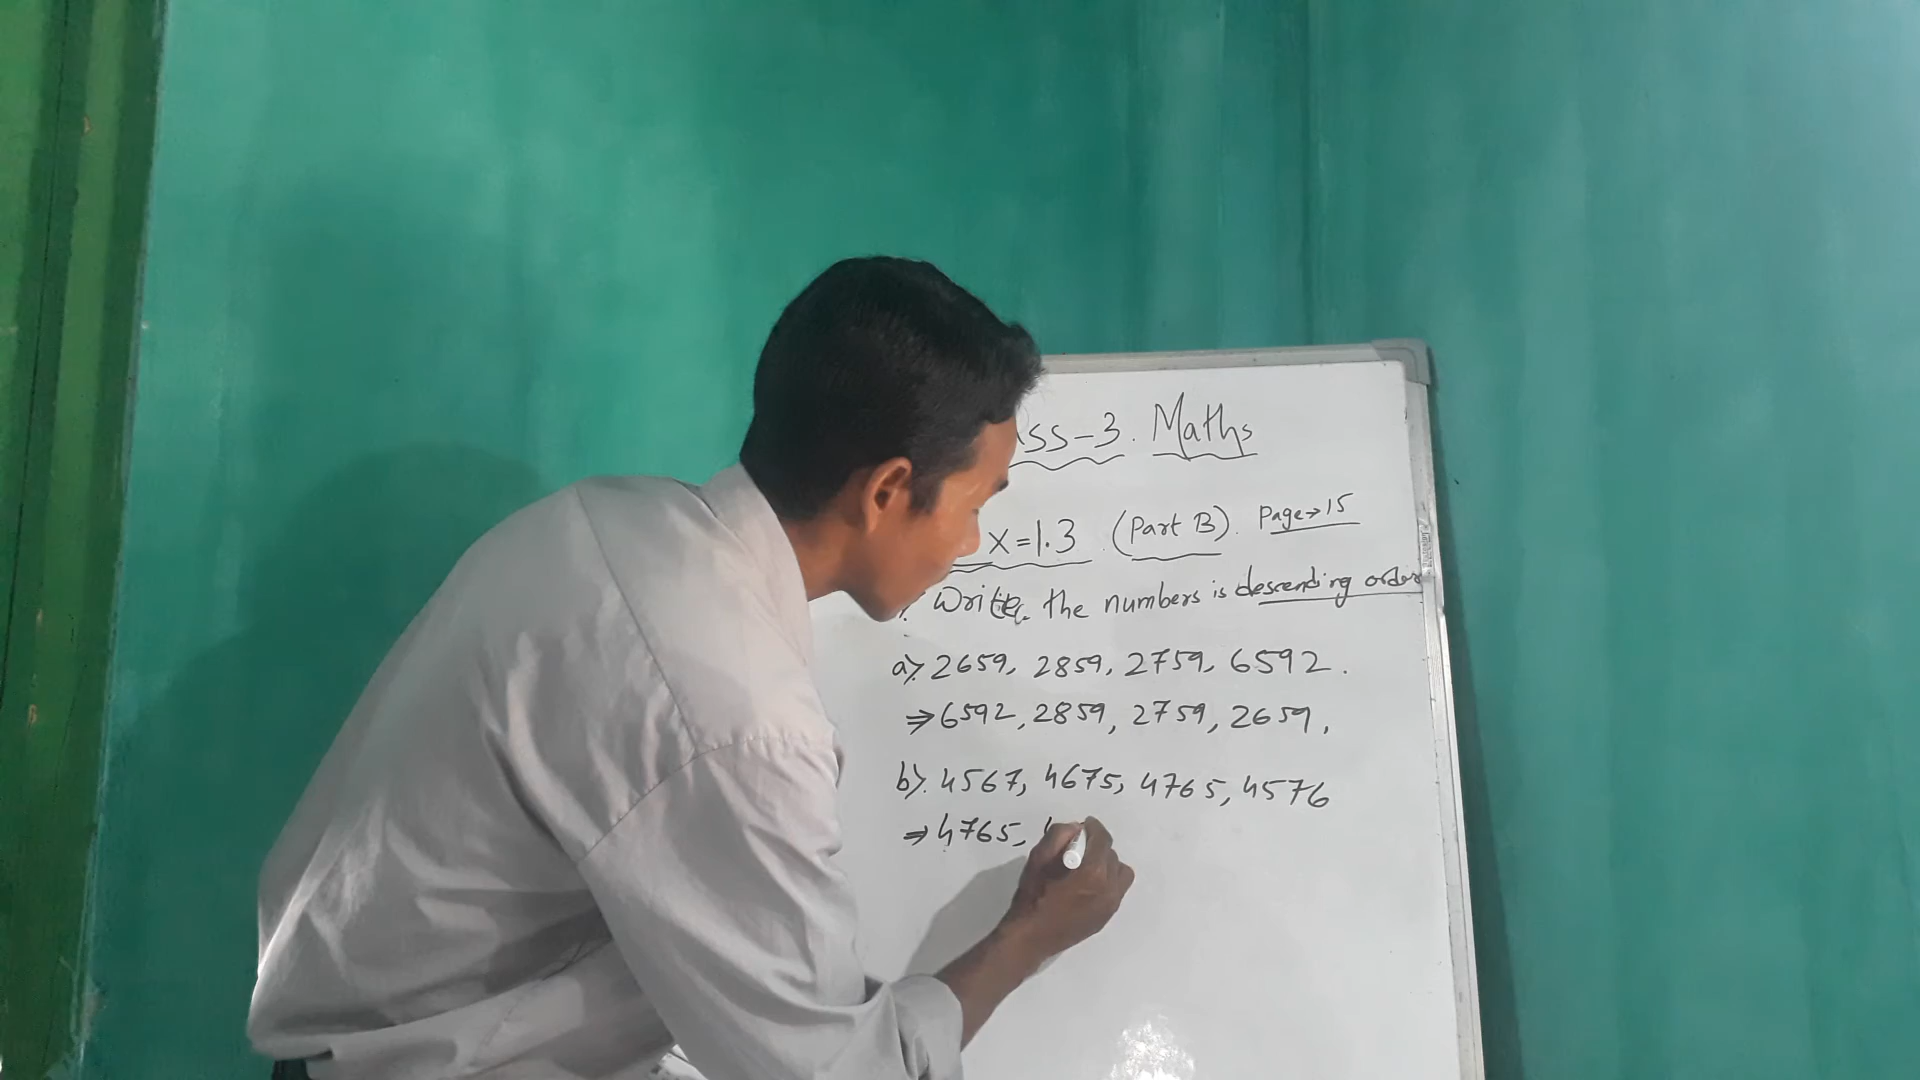 ss-3. Maths
x=1.3 (Part B). Page→15
Write the numbers is descending order
a). 2659, 2859, 2759, 6592.
⇒ 6592, 2859, 2759, 2659,
b). 4567, 4675, 4765, 4576
⇒ 4765,